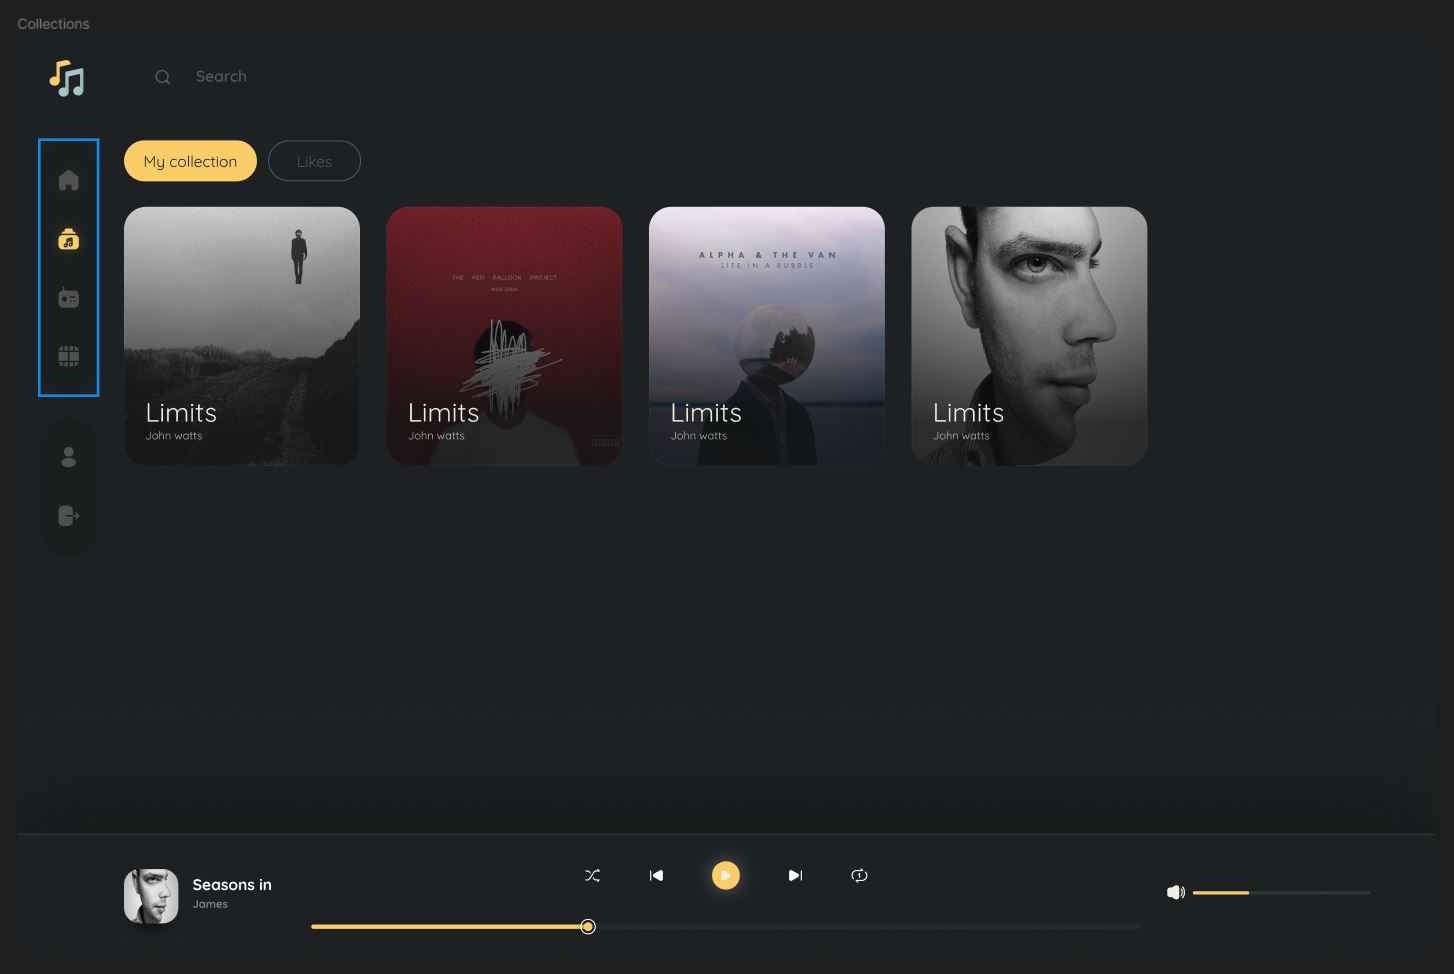 Collections
Search
My collection
Likes
Limits
John watts
THE RED BALLOON PROJECT
Limits
John watts
ALPHA & THE VAN
LIFE IN A BUBBLE
Limits
John watts
Limits
John watts
Seasons in
James
1